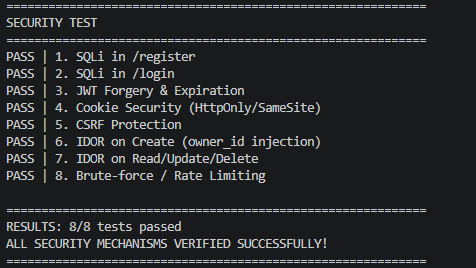 ============================================================
SECURITY TEST
============================================================
PASS | 1. SQLi in /register
PASS | 2. SQLi in /login
PASS | 3. JWT Forgery & Expiration
PASS | 4. Cookie Security (HttpOnly/SameSite)
PASS | 5. CSRF Protection
PASS | 6. IDOR on Create (owner_id injection)
PASS | 7. IDOR on Read/Update/Delete
PASS | 8. Brute-force / Rate Limiting
============================================================
RESULTS: 8/8 tests passed
ALL SECURITY MECHANISMS VERIFIED SUCCESSFULLY!
============================================================